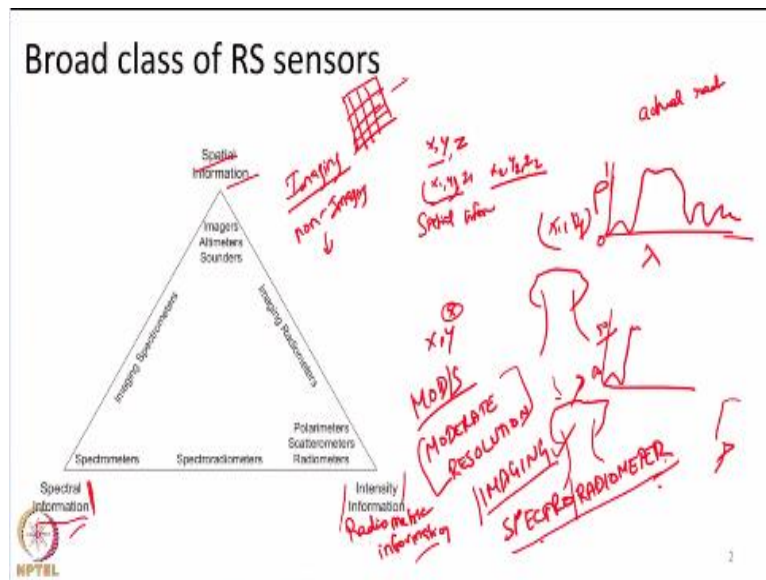 Broad class of RS sensors
Spatial
Information
Imagers
Altimeters
Sounders
Imaging Spectrometers
Imaging Radiometers
Polarimeters
Scatterometers
Radiometers
Spectrometers
Spectroradiometers
Spectral
Information
Intensity
Information
Radiometric
information
Imaging
non-Imaging
x, y, z
x1, y1, z1
x2, y2, z2
Spatial infor
actual
(x1, y1)
ρ
λ
x, y
MODIS
MODERATE
RESOLUTION
IMAGING
SPECTRORADIOMETER
NPTEL
2